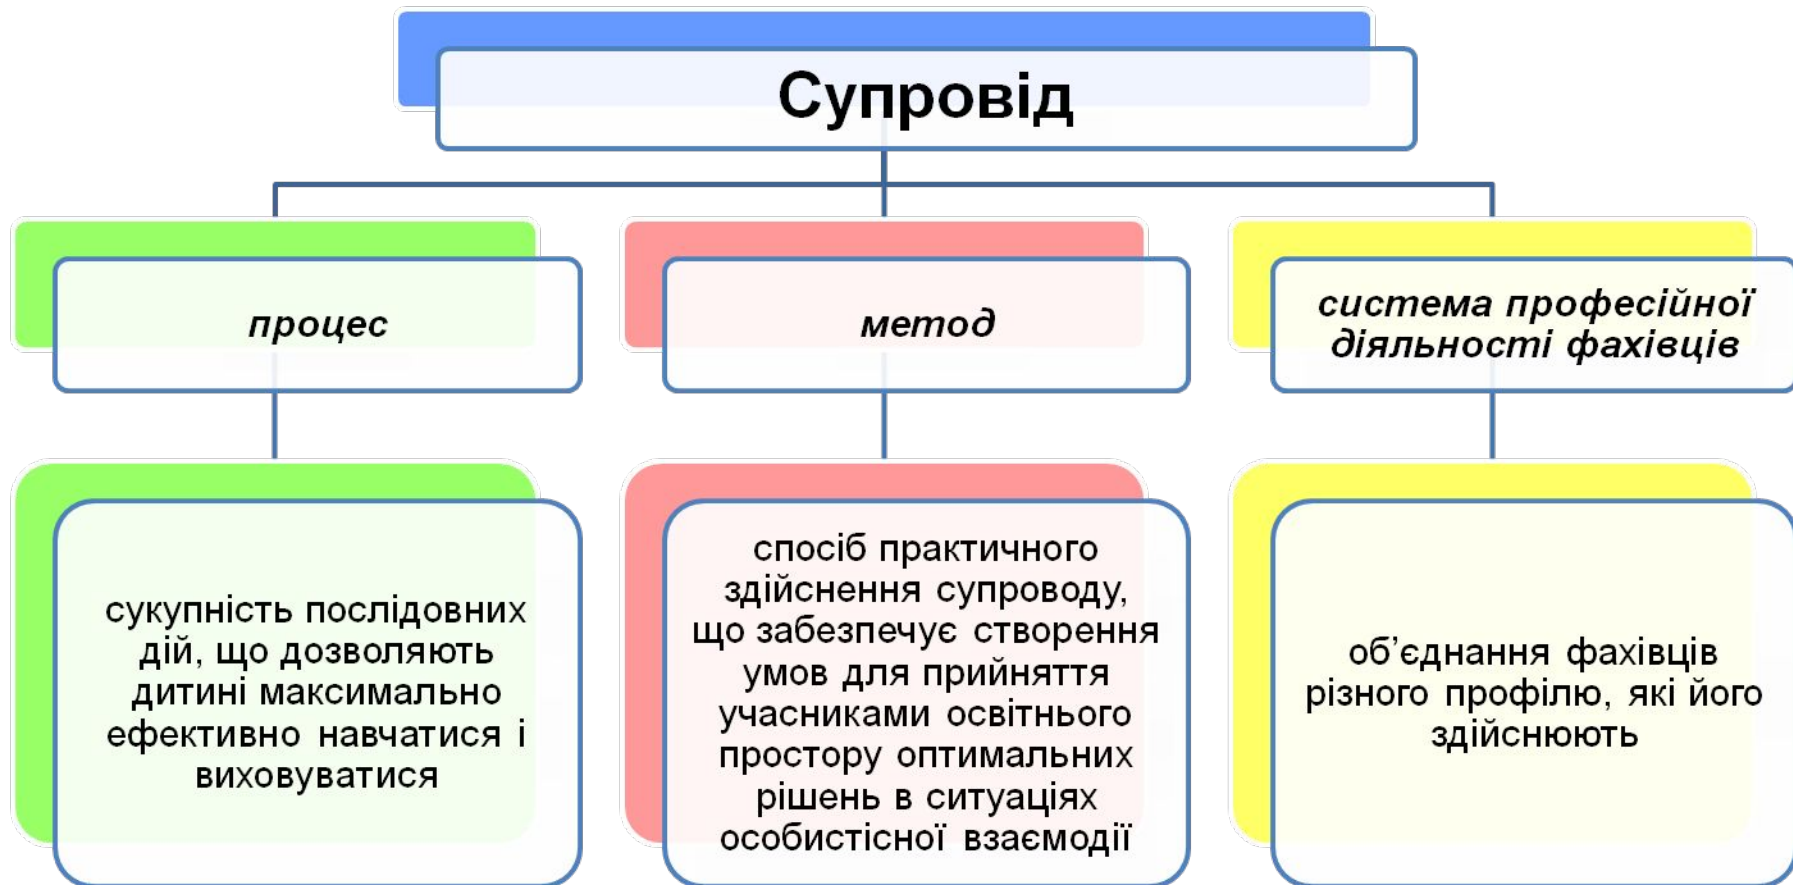 Супровід
процес
метод
система професійної
діяльності фахівців
сукупність послідовних
дій, що дозволяють
дитині максимально
ефективно навчатися і
виховуватися
спосіб практичного
здійснення супроводу,
що забезпечує створення
умов для прийняття
учасниками освітнього
простору оптимальних
рішень в ситуаціях
особистісної взаємодії
об’єднання фахівців
різного профілю, які його
здійснюють